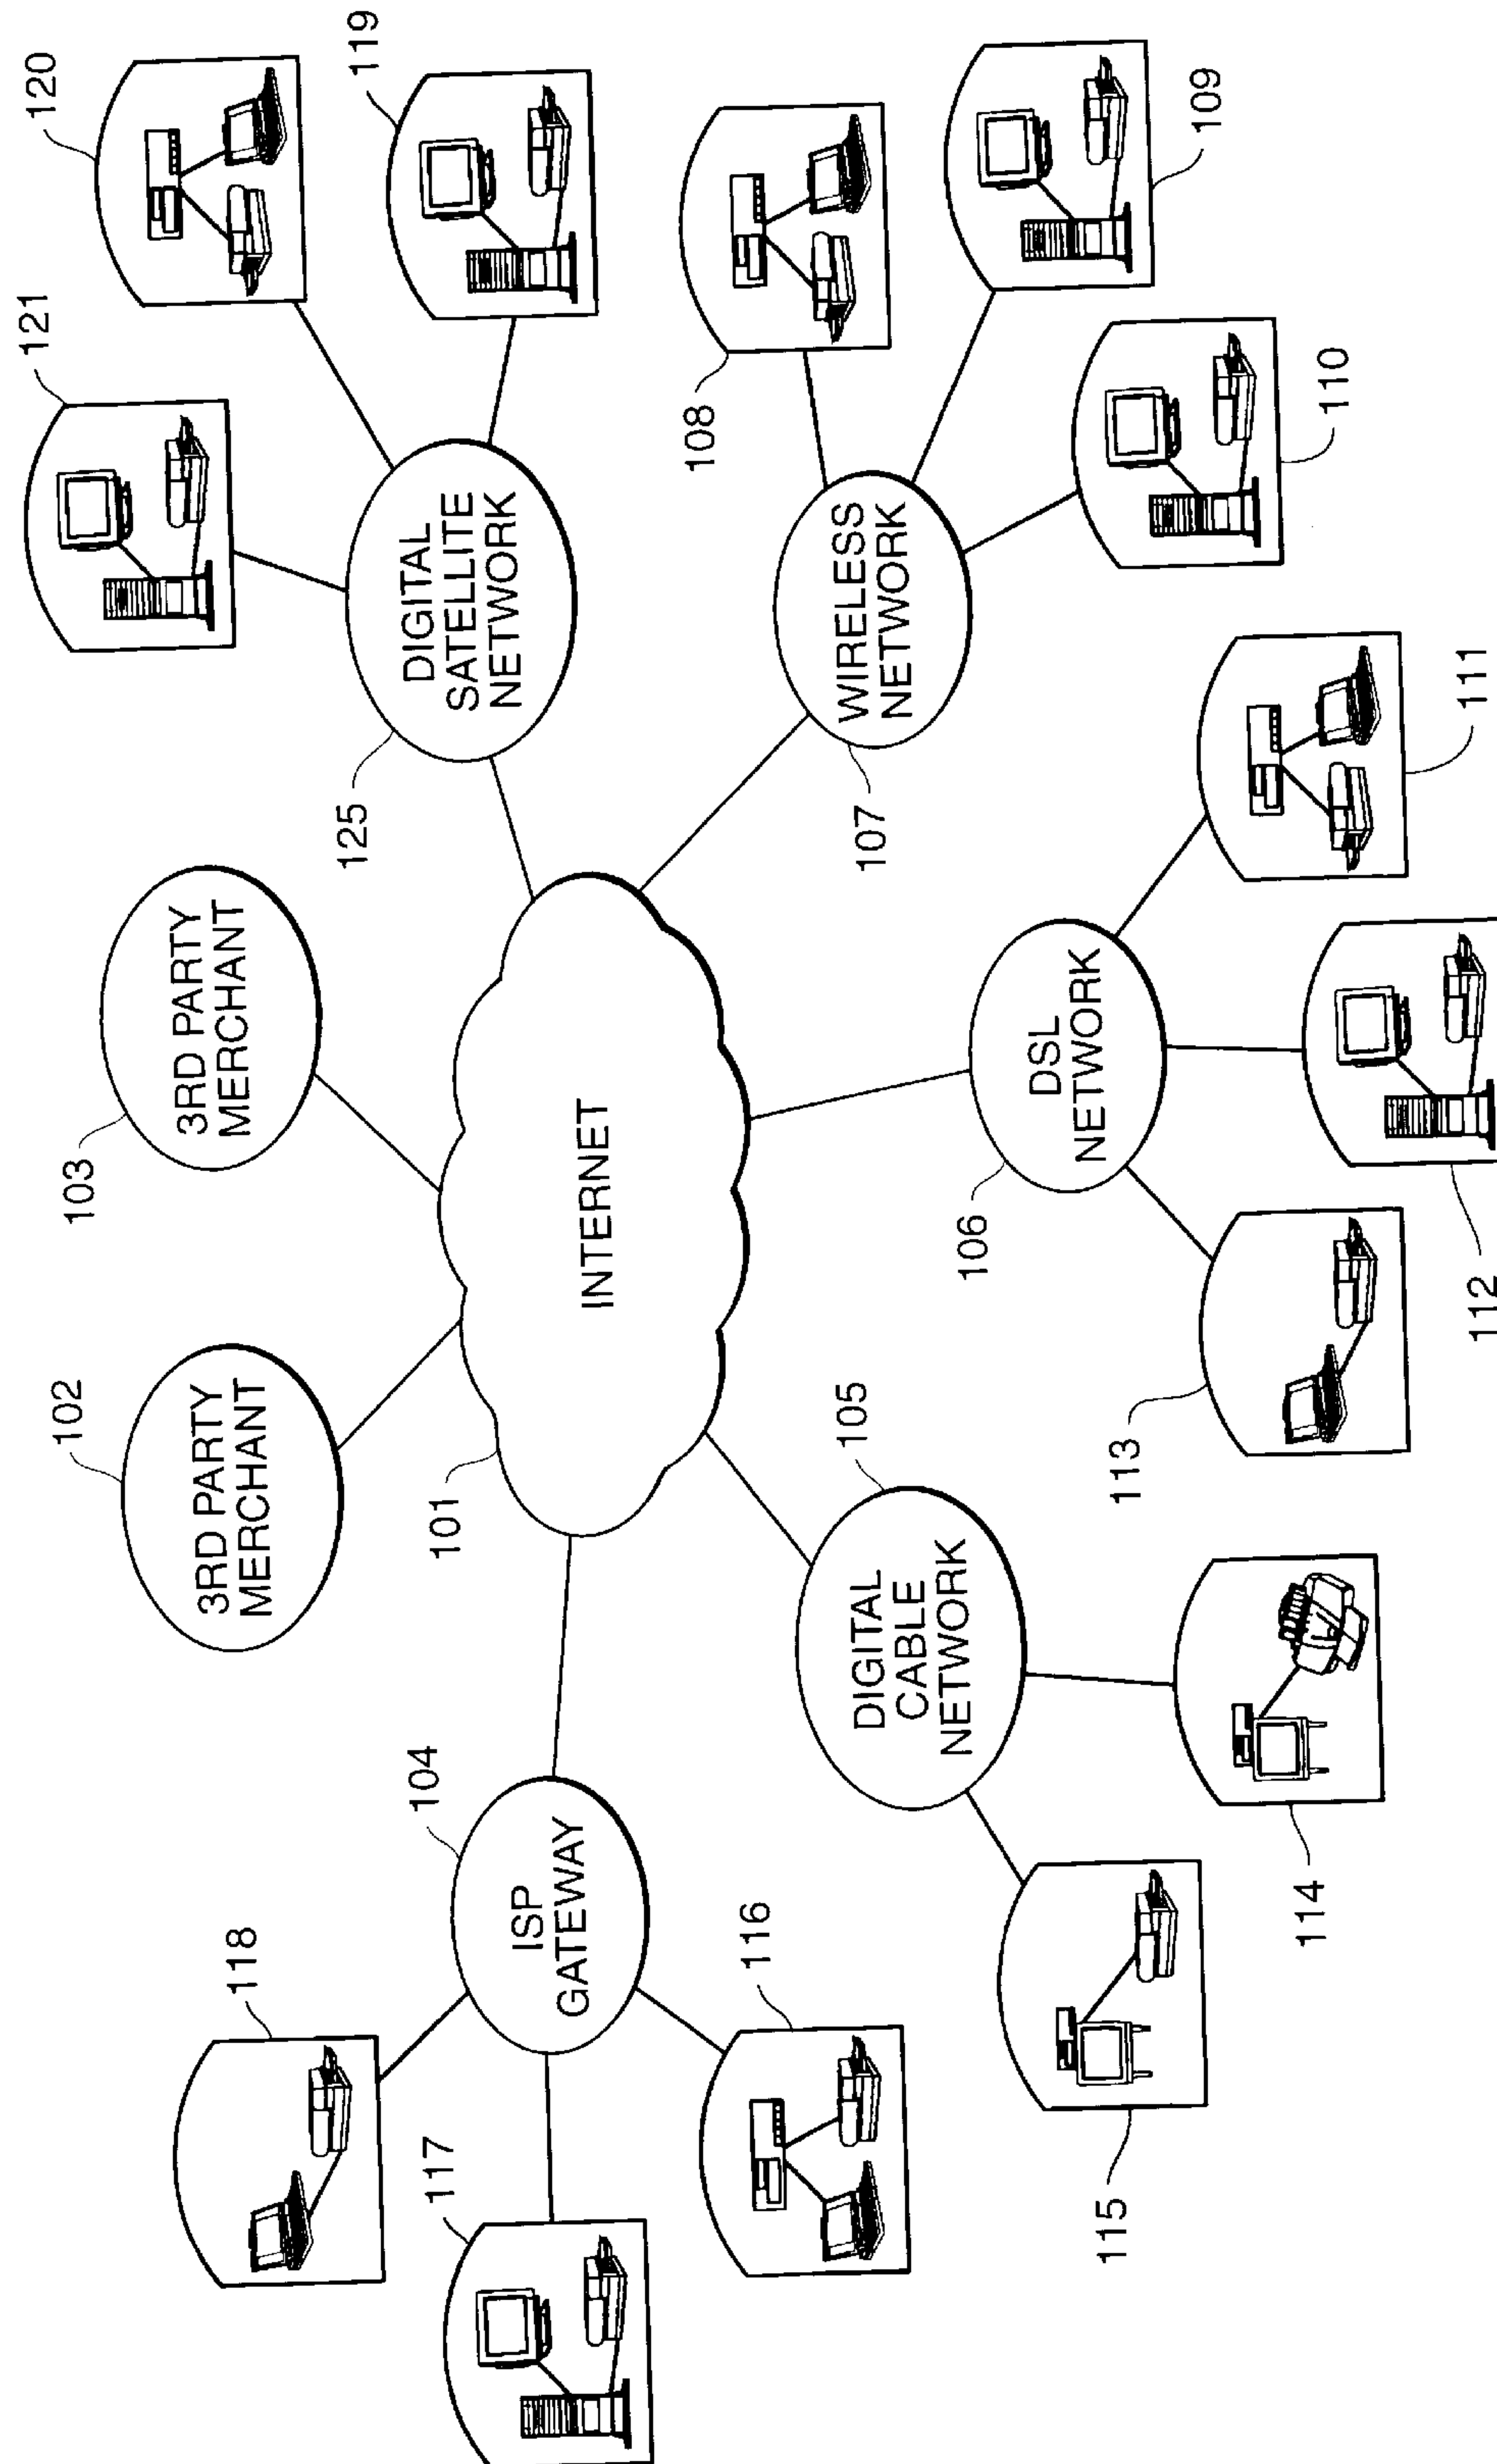 120
121
119
103
3RD PARTY
MERCHANT
102
3RD PARTY
MERCHANT
118
125
DIGITAL
SATELLITE
NETWORK
101
INTERNET
104
ISP
GATEWAY
117
108
109
107
WIRELESS
NETWORK
110
105
DIGITAL
CABLE
NETWORK
116
106
DSL
NETWORK
111
112
113
114
115